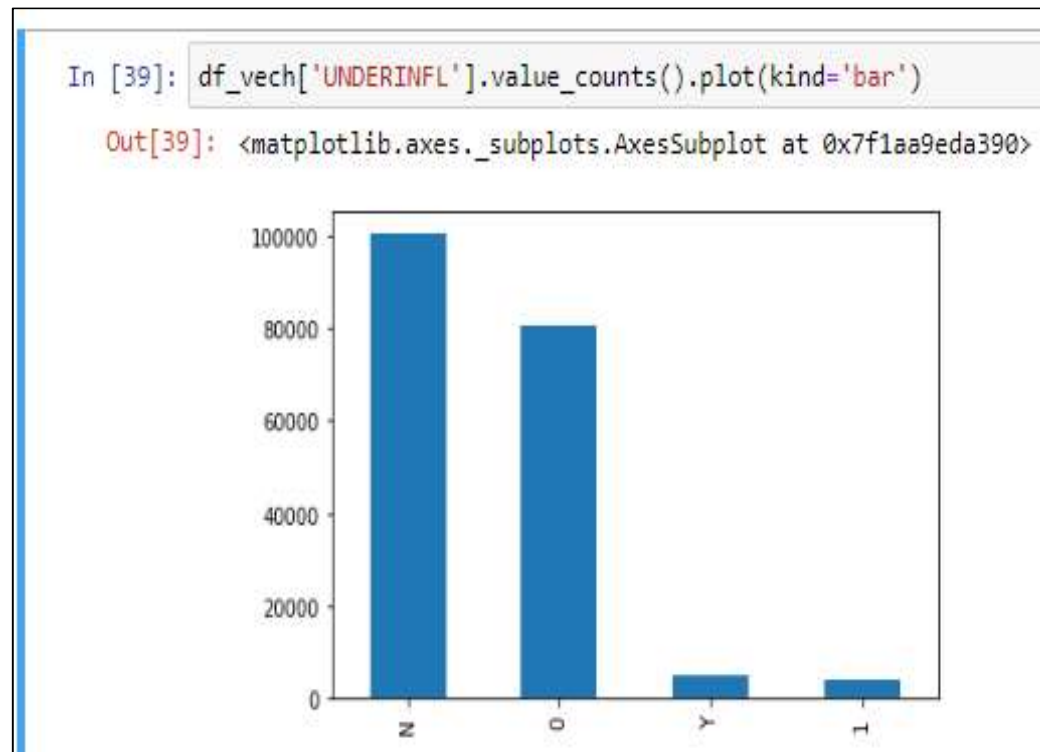 In [39]: df_vech['UNDERINFL'].value_counts().plot(kind='bar')
Out[39]: <matplotlib.axes._subplots.AxesSubplot at 0x7f1aa9eda390>
100000
80000
60000
40000
20000
0
N 0 Y 1